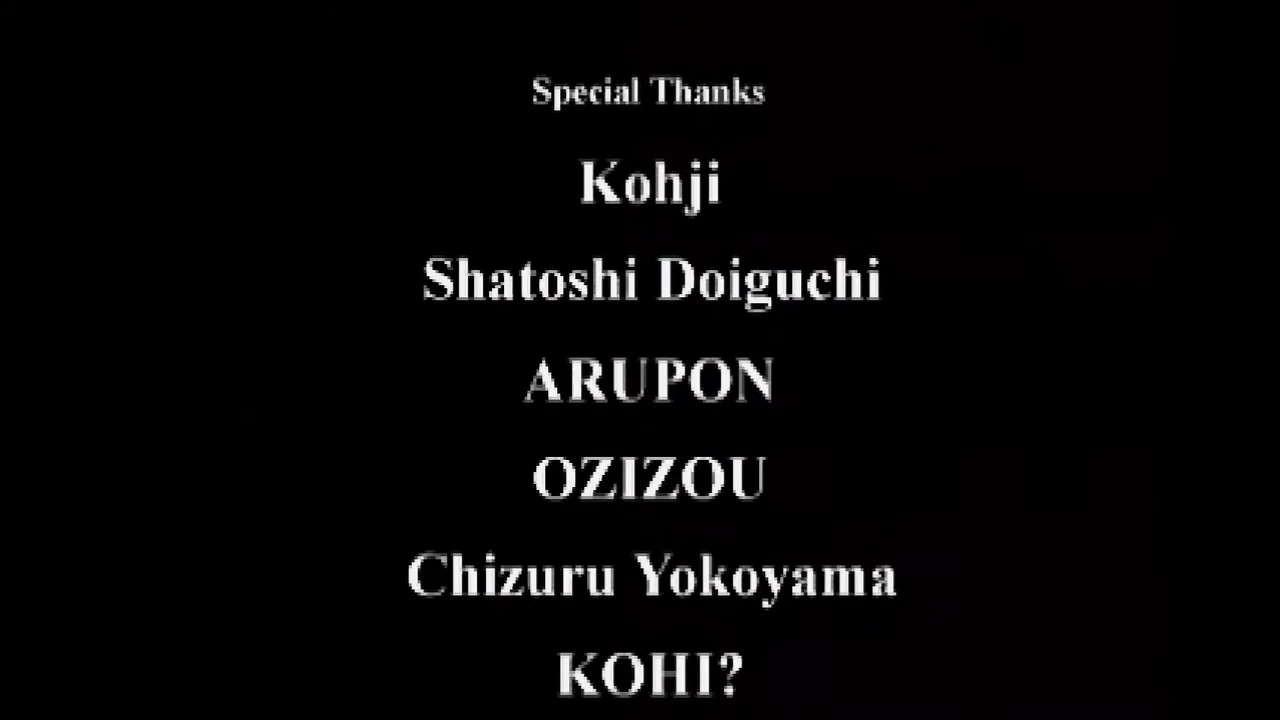 Special Thanks
Kohji
Shatoshi Doiguchi
ARUPON
OZIZOU
Chizuru Yokoyama
KOHI?